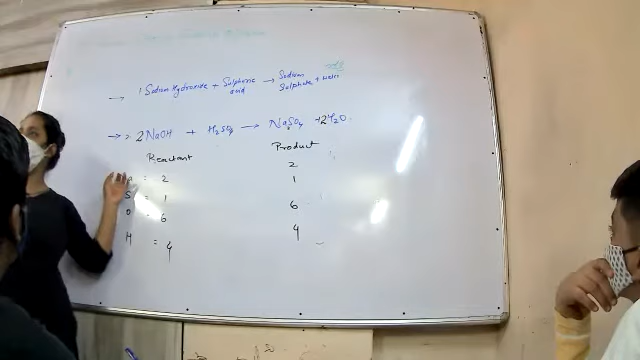 → 1 Sodium Hydroxide + Sulphuric acid → Sodium Sulphate + Water
→ 2NaOH + H2SO4 → Na2SO4 + 2H2O
Reactant Product
= 2 2
S = 1 1
O = 6 6
H = 4 4